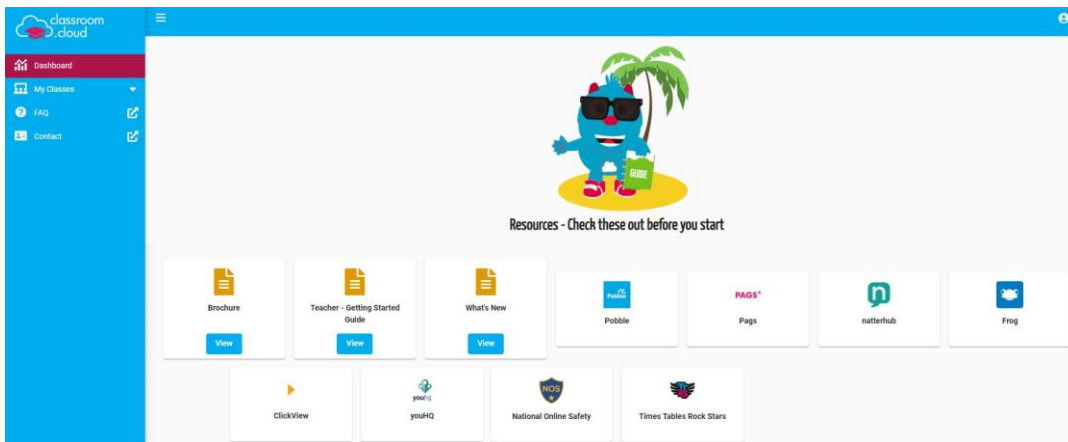 classroom
.cloud
Dashboard
My Classes
FAQ
Contact
GUIDE
Resources - Check these out before you start
Brochure
View
Teacher - Getting Started
Guide
View
What's New
View
Pobble
Pobble
PAGS®
Pags
n
natterhub
Frog
ClickView
youhq
youHQ
NOS
National Online Safety
Times Tables Rock Stars